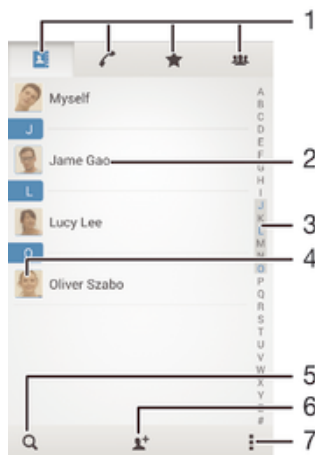 1
Myself
J
Jame Gao
2
L
Lucy Lee
3
O
4
Oliver Szabo
A
B
C
D
E
F
G
H
I
J
K
L
M
N
O
P
Q
R
S
T
U
V
W
X
Y
#
5
6
7